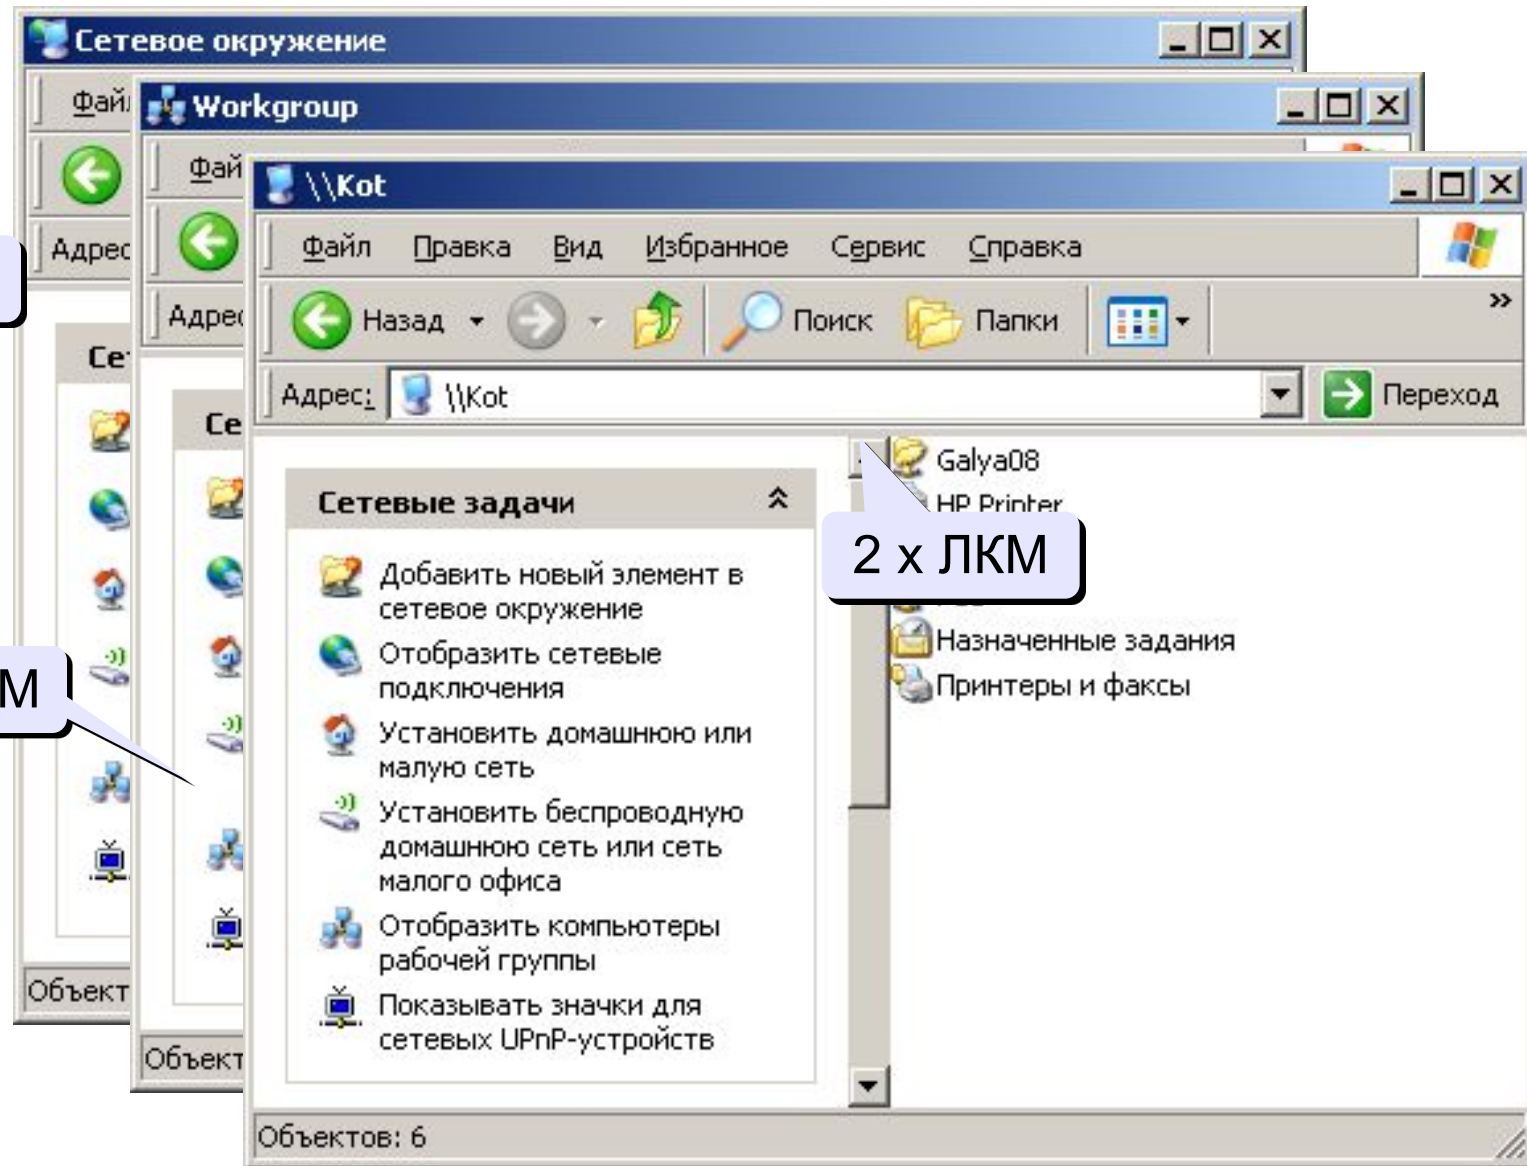 Сетевое окружение
Файл
Адрес
Се
Объект
Workgroup
Фай
Адрес
Се
Объект
\\Kot
Файл Правка Вид Избранное Сервис Справка
Назад Поиск Папки »
Адрес: \\Kot Переход
Сетевые задачи
Добавить новый элемент в
сетевое окружение
Отобразить сетевые
подключения
Установить домашнюю или
малую сеть
Установить беспроводную
домашнюю сеть или сеть
малого офиса
Отобразить компьютеры
рабочей группы
Показывать значки для
сетевых UPnP-устройств
Galya08
HP Printer
2 x ЛКМ
Назначенные задания
Принтеры и факсы
М
Объектов: 6